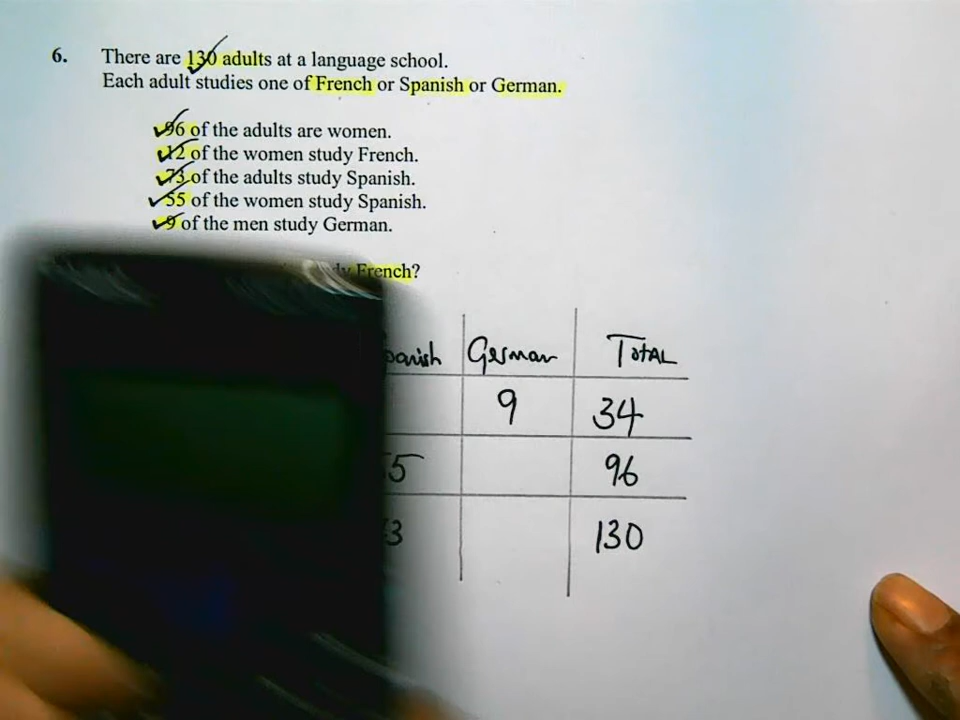 6. There are 130 adults at a language school.
Each adult studies one of French or Spanish or German.
96 of the adults are women.
12 of the women study French.
73 of the adults study Spanish.
55 of the women study Spanish.
9 of the men study German.
French?
German TOTAL
9 34
5 96
3 130